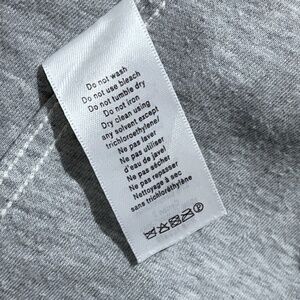 Do not wash
Do not use bleach
Do not tumble dry
Do not iron
Dry clean using
any solvent except
trichloroethylene/
Ne pas laver
Ne pas utiliser
d'eau de javel
Ne pas sécher
Ne pas repasser
Nettoyage à sec
sans trichloréthylène
P